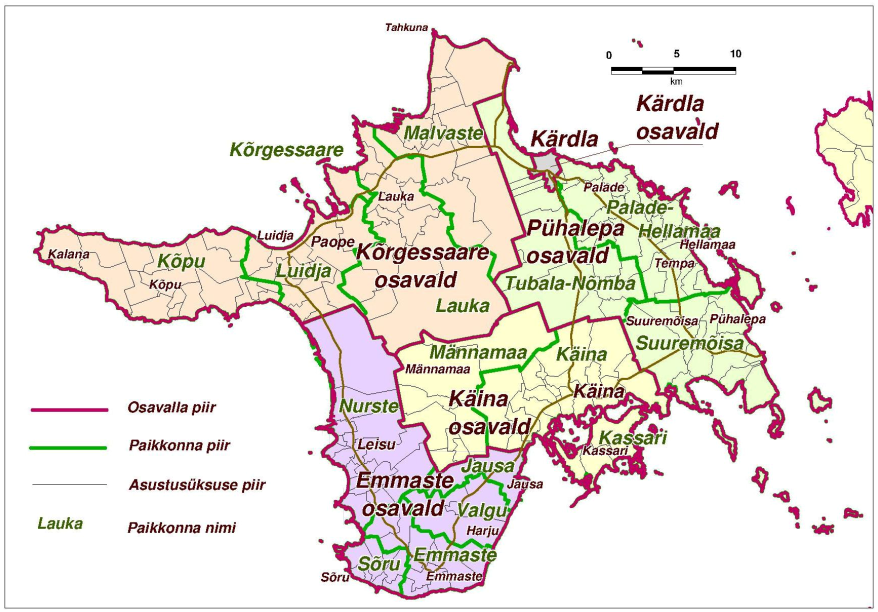 Tahkuna
0 5 10
km
Kärdla
osavald
Malvaste
Kärdla
Kõrgessaare
Palade
Lauka
Palade-
Hellamaa
Luidja
Paope
Pühalepa
osavald
Hellamaa
Kalana
Kõpu
Kõrgessaare
osavald
Tempa
Kõpu
Luidja
Tubala-Nõmba
Lauka
Suuremõisa
Pühalepa
Suuremõisa
Männamaa
Käina
Männamaa
Käina
osavald
Käina
Osavalla piir
Nurste
Paikkonna piir
Leisu
Kassari
Kassari
Jausa
Asustusüksuse piir
Emmaste
osavald
Jausa
Valgu
Lauka
Paikkonna nimi
Harju
Emmaste
Sõru
Sõru
Emmaste